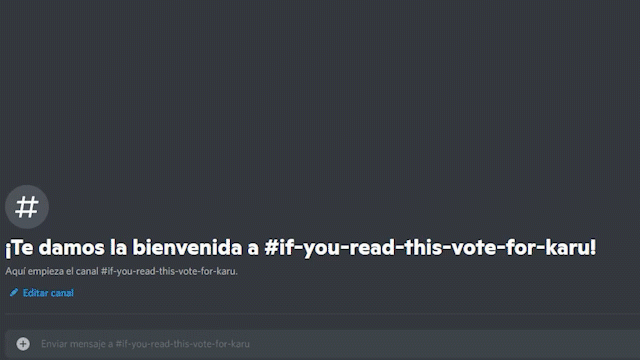 #
¡Te damos la bienvenida a #if-you-read-this-vote-for-karu!
Aquí empieza el canal #if-you-read-this-vote-for-karu.
Editar canal
Enviar mensaje a #if-you-read-this-vote-for-karu